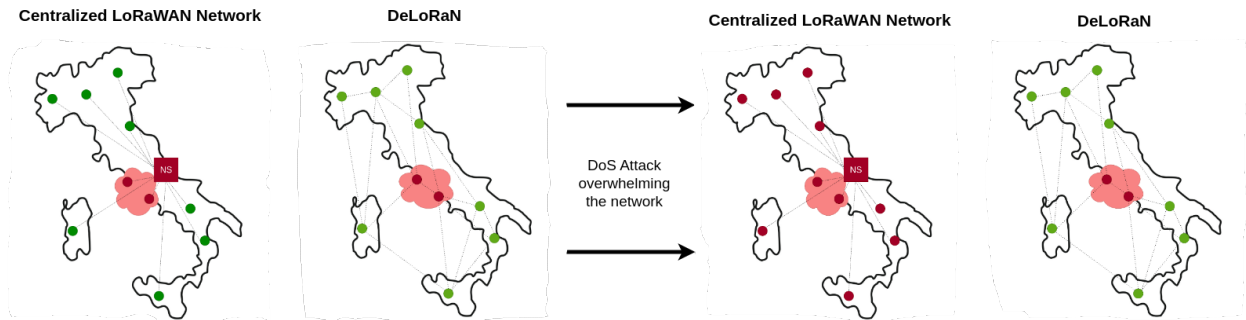 Centralized LoRaWAN Network
DeLoRaN
NS
DoS Attack
overwhelming
the network
Centralized LoRaWAN Network
DeLoRaN
NS